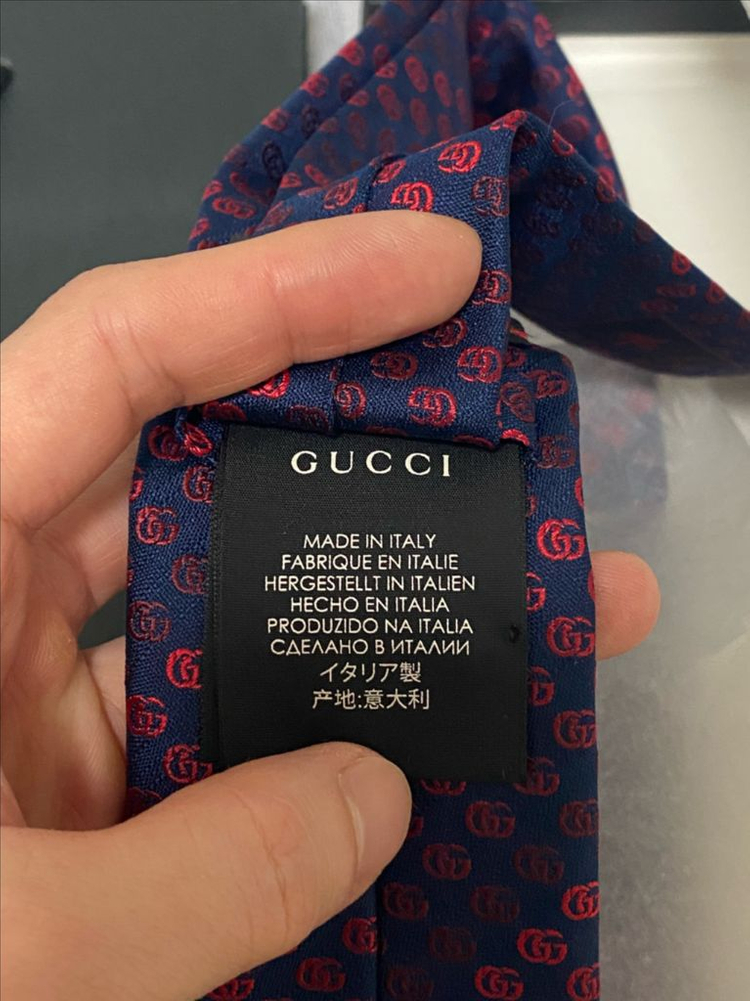 GUCCI
MADE IN ITALY
FABRIQUE EN ITALIE
HERGESTELLT IN ITALIEN
HECHO EN ITALIA
PRODUZIDO NA ITALIA
СДЕЛАНО В ИТАЛИИ
イタリア製
产地:意大利